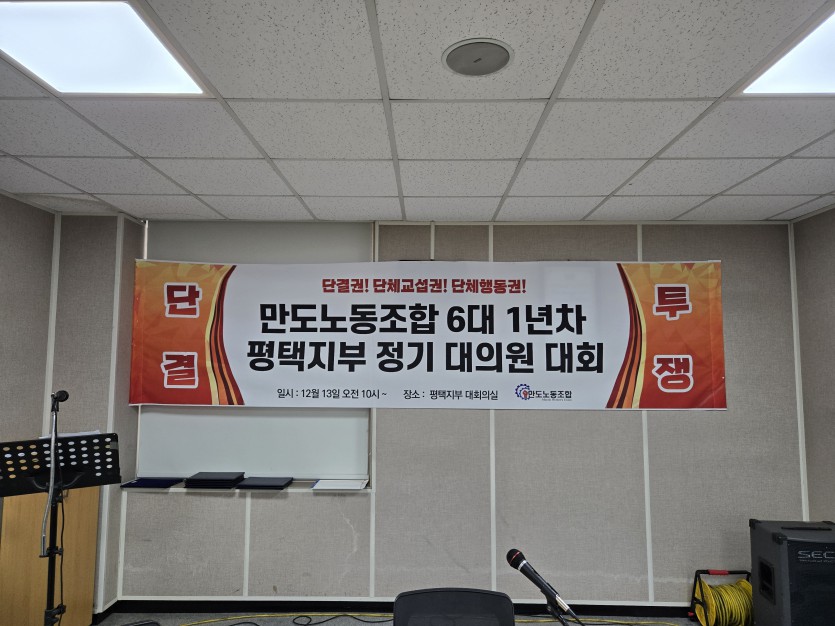 단결권! 단체교섭권! 단체행동권!
단결
만도노동조합 6대 1년차
평택지부 정기 대의원 대회
투쟁
일시 : 12월 13일 오전 10시 ~ 장소 : 평택지부 대회의실 만도노동조합
SEC